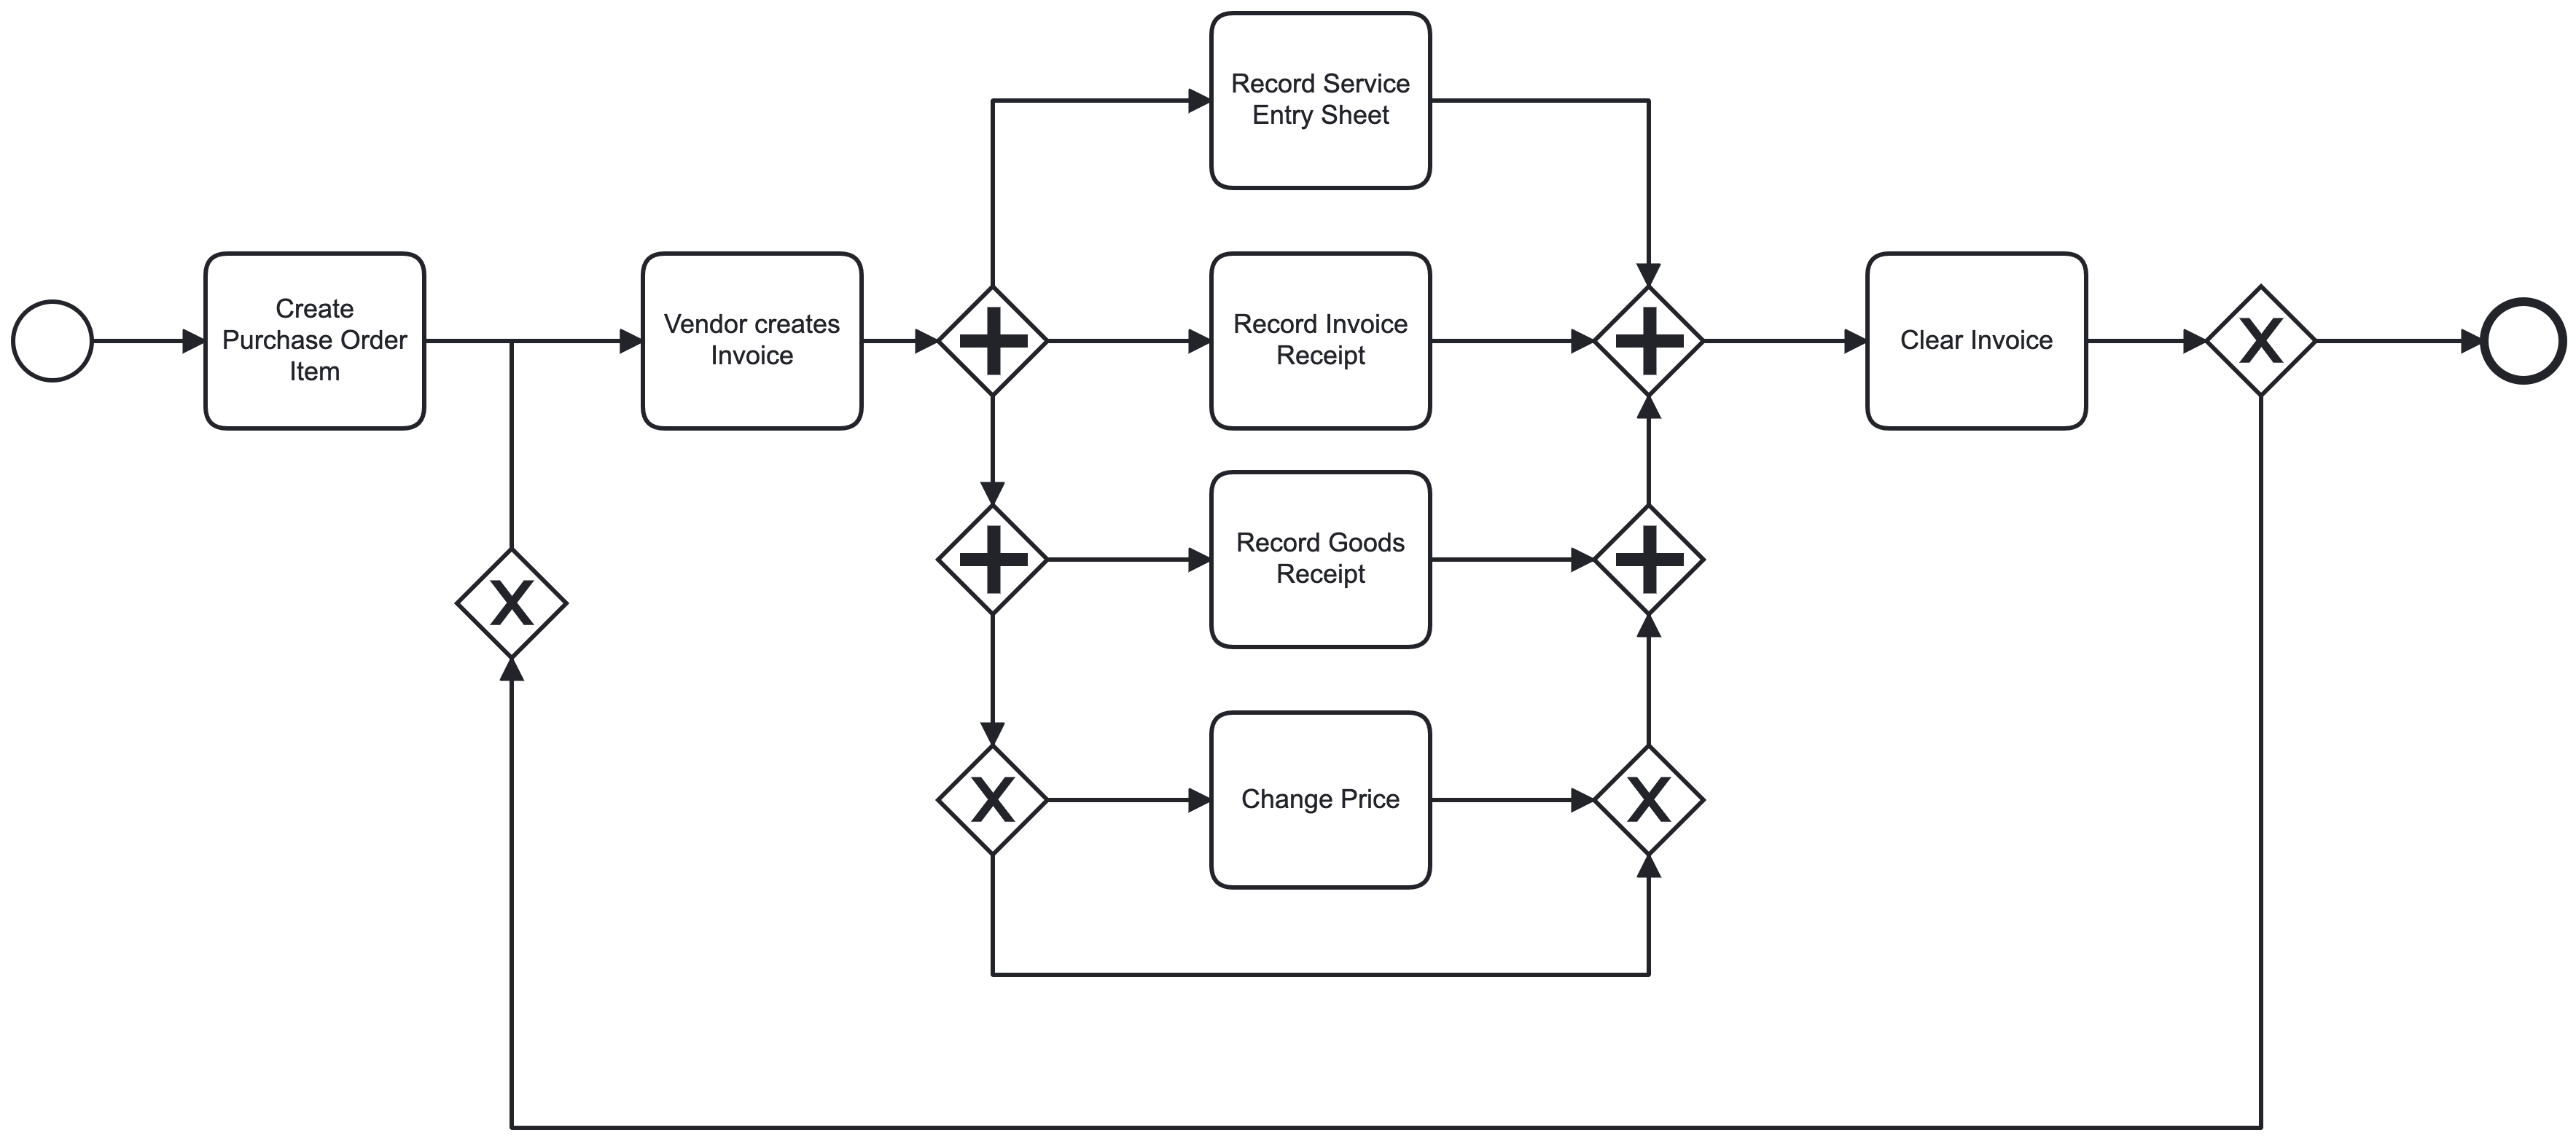 Record Service
Entry Sheet
Create
Purchase Order
Item
Vendor creates
Invoice
Record Invoice
Receipt
Clear Invoice
X
Record Goods
Receipt
X
X
Change Price
X